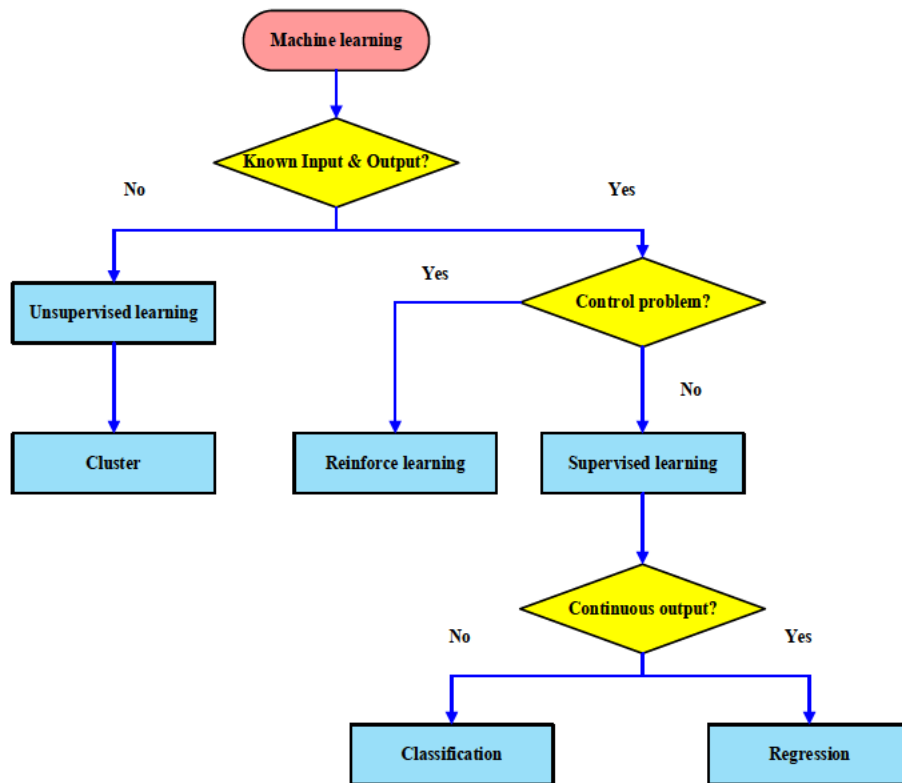 Machine learning
Known Input & Output?
No
Yes
Yes
Control problem?
Unsupervised learning
No
Cluster
Reinforce learning
Supervised learning
Continuous output?
No
Yes
Classification
Regression